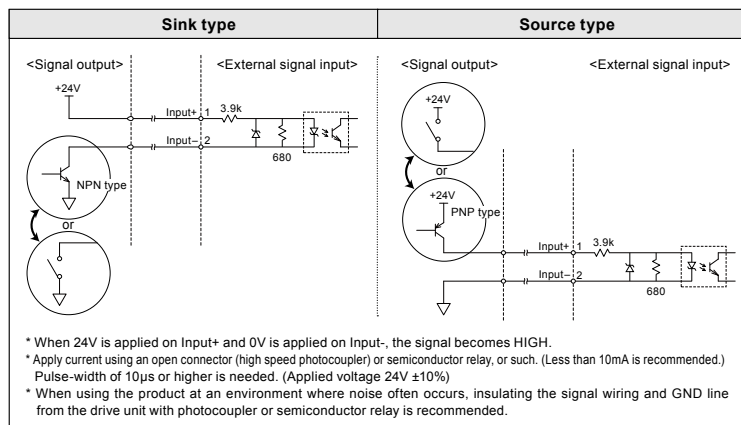 Sink type
Source type
<Signal output>
<External signal input>
+24V
Input+ 1 3.9k
Input– 2
680
NPN type
or
<Signal output>
<External signal input>
+24V
or
+24V
PNP type
Input+ 1 3.9k
Input– 2
680
* When 24V is applied on Input+ and 0V is applied on Input-, the signal becomes HIGH.
* Apply current using an open connector (high speed photocupler) or semiconductor relay, or such. (Less than 10mA is recommended.)
Pulse-width of 10μs or higher is needed. (Applied voltage 24V ±10%)
* When using the product at an environment where noise often occurs, insulating the signal wiring and GND line
from the drive unit with photocupler or semiconductor relay is recommended.